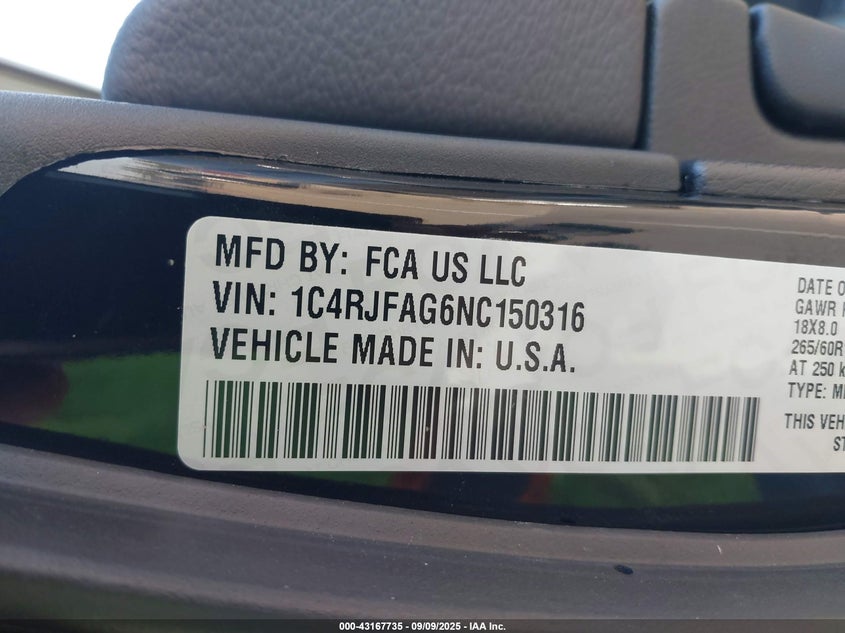 MFD BY: FCA US LLC
VIN: 1C4RJFAG6NC150316
VEHICLE MADE IN: U.S.A.
DATE O
GAWR
18X8.0
265/60R
AT 250 k
TYPE: M
THIS VEH
ST
000-43167735 - 09/09/2025 - IAA Inc.